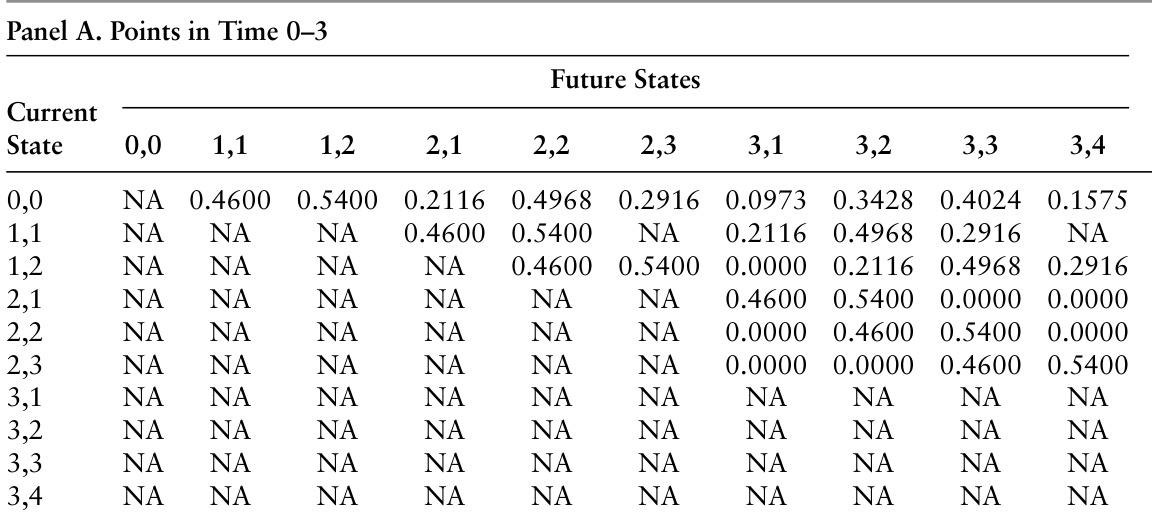 Panel A. Points in Time 0–3
Future States
Current
State 0,0 1,1 1,2 2,1 2,2 2,3 3,1 3,2 3,3 3,4
0,0 NA 0.4600 0.5400 0.2116 0.4968 0.2916 0.0973 0.3428 0.4024 0.1575
1,1 NA NA NA 0.4600 0.5400 NA 0.2116 0.4968 0.2916 NA
1,2 NA NA NA NA 0.4600 0.5400 0.0000 0.2116 0.4968 0.2916
2,1 NA NA NA NA NA NA 0.4600 0.5400 0.0000 0.0000
2,2 NA NA NA NA NA NA 0.0000 0.4600 0.5400 0.0000
2,3 NA NA NA NA NA NA 0.0000 0.0000 0.4600 0.5400
3,1 NA NA NA NA NA NA NA NA NA NA
3,2 NA NA NA NA NA NA NA NA NA NA
3,3 NA NA NA NA NA NA NA NA NA NA
3,4 NA NA NA NA NA NA NA NA NA NA